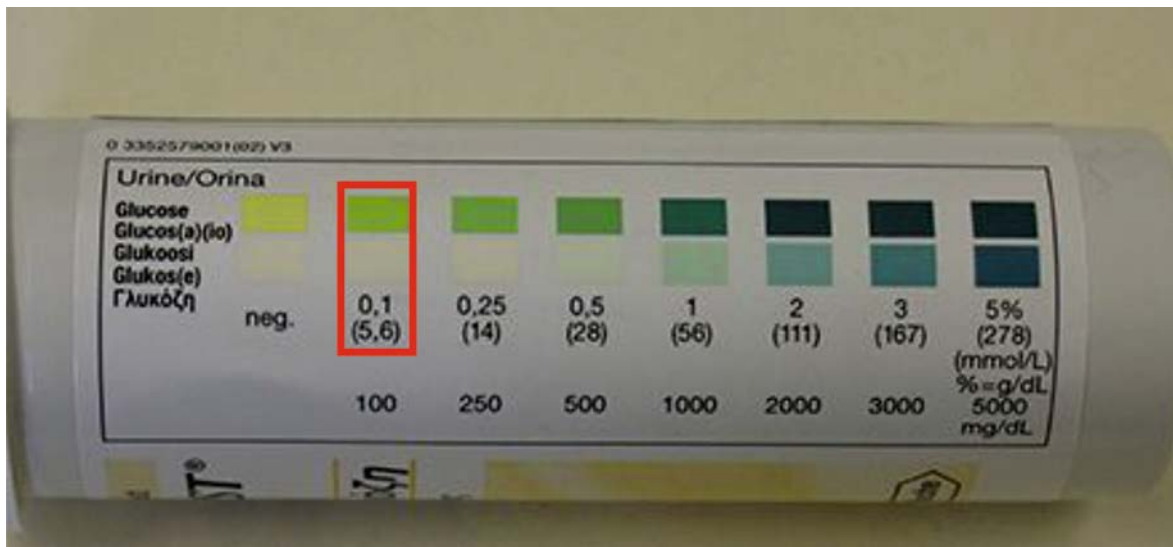 0 3352579001(02) V3
Urine/Orina
Glucose
Glucos(a)(io)
Glukoosi
Glukos(e)
Γλυκόζη
neg. 0,1 0,25 0,5 1 2 3 5%
(5,6) (14) (28) (56) (111) (167) (278)
(mmol/L)
%=g/dL
100 250 500 1000 2000 3000 5000
mg/dL